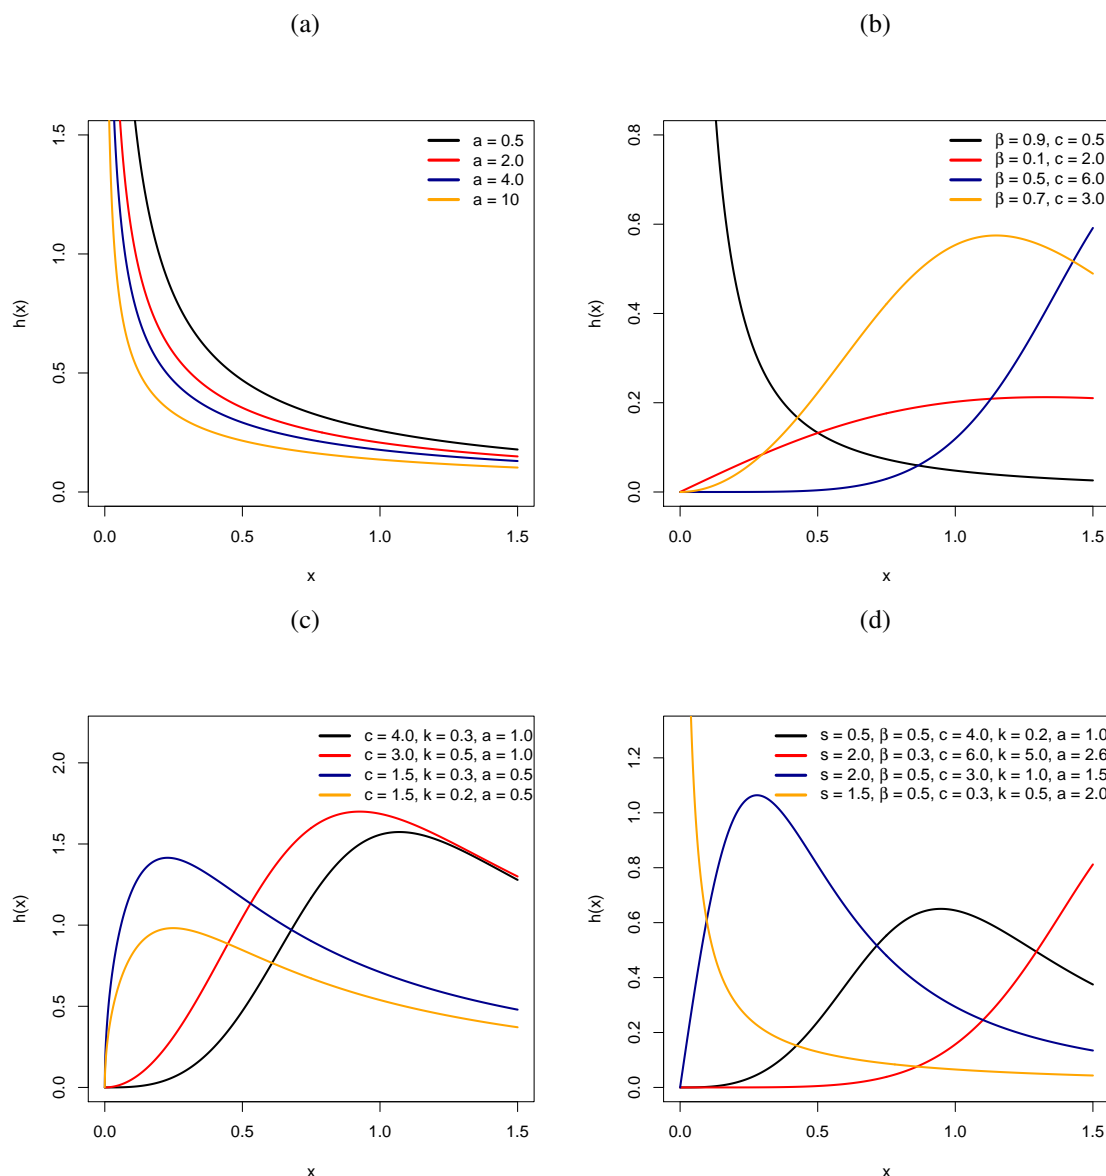 (a)
a = 0.5
a = 2.0
a = 4.0
a = 10
h(x)
0.0
0.5
1.0
1.5
0.0
0.5
1.0
1.5
x
(b)
β = 0.9, c = 0.5
β = 0.1, c = 2.0
β = 0.5, c = 6.0
β = 0.7, c = 3.0
h(x)
0.0
0.2
0.4
0.6
0.8
0.0
0.5
1.0
1.5
x
(c)
c = 4.0, k = 0.3, a = 1.0
c = 3.0, k = 0.5, a = 1.0
c = 1.5, k = 0.3, a = 0.5
c = 1.5, k = 0.2, a = 0.5
h(x)
0.0
0.5
1.0
1.5
2.0
0.0
0.5
1.0
1.5
x
(d)
s = 0.5, β = 0.5, c = 4.0, k = 0.2, a = 1.0
s = 2.0, β = 0.3, c = 6.0, k = 5.0, a = 2.6
s = 2.0, β = 0.5, c = 3.0, k = 1.0, a = 1.5
s = 1.5, β = 0.5, c = 0.3, k = 0.5, a = 2.0
h(x)
0.0
0.2
0.4
0.6
0.8
1.0
1.2
0.0
0.5
1.0
1.5
x